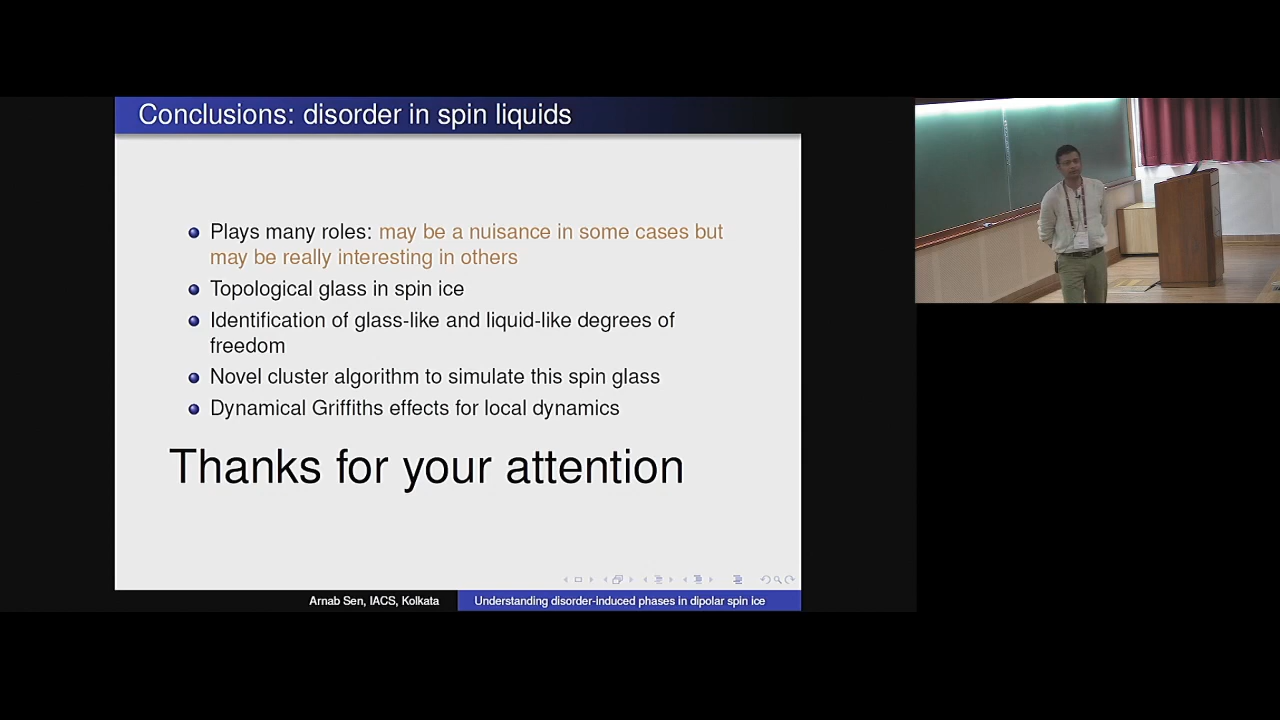 Conclusions: disorder in spin liquids
Plays many roles: may be a nuisance in some cases but
may be really interesting in others
Topological glass in spin ice
Identification of glass-like and liquid-like degrees of
freedom
Novel cluster algorithm to simulate this spin glass
Dynamical Griffiths effects for local dynamics
Thanks for your attention
Arnab Sen, IACS, Kolkata
Understanding disorder-induced phases in dipolar spin ice